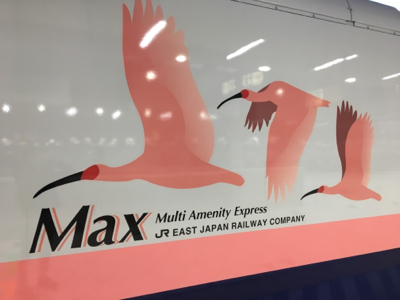 Max Multi Amenity Express
JR EAST JAPAN RAILWAY COMPANY